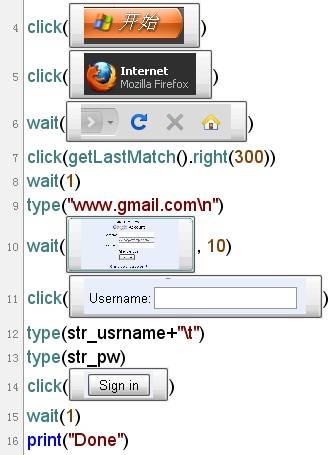 4 click( 开始 )
5 click( Internet
Mozilla Firefox )
6 wait( )
7 click(getLastMatch().right(300))
8 wait(1)
9 type("www.gmail.com\n")
10 wait( Google Account , 10)
11 click( Username: )
12 type(str_usrname+"\t")
13 type(str_pw)
14 click( Sign in )
15 wait(1)
16 print("Done")